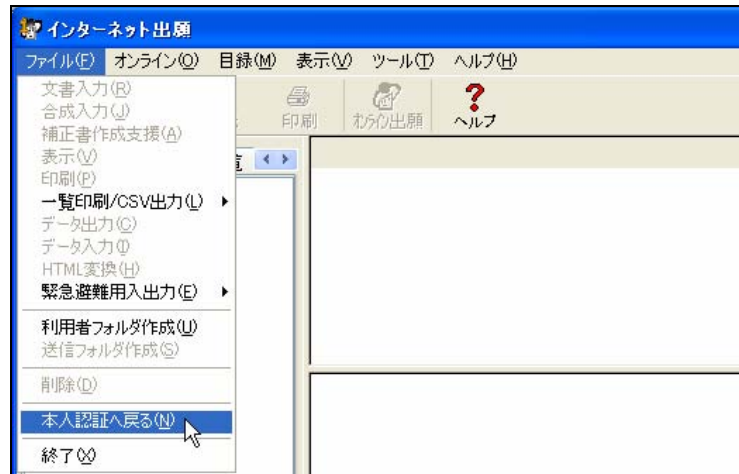 インターネット出願
ファイル(F) オンライン(O) 目録(M) 表示(V) ツール(T) ヘルプ(H)
文書入力(R)
合成入力(J)
補正書作成支援(A)
表示(V)
印刷(P)
一覧印刷/CSV出力(L)
データ出力(C)
データ入力(I)
HTML変換(H)
緊急避難用入出力(E)
利用者フォルダ作成(U)
送信フォルダ作成(S)
削除(D)
本人認証へ戻る(N)
終了(X)
印刷 オンライン出願 ヘルプ